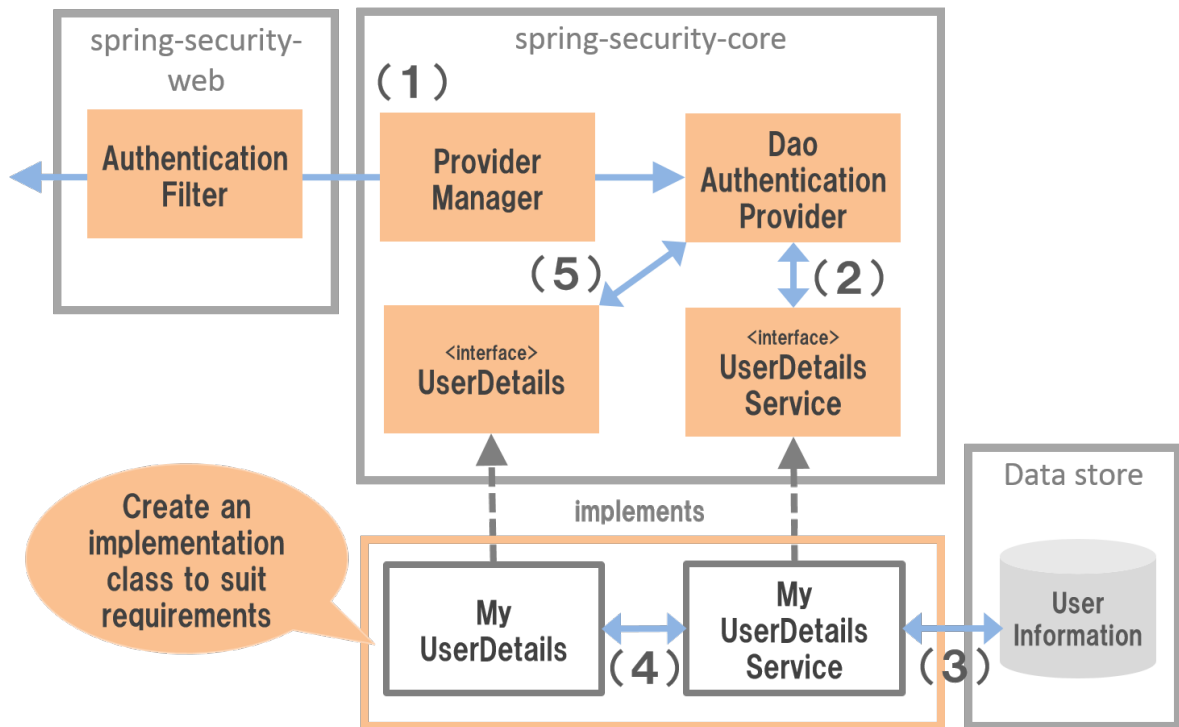 spring-security-
web
Authentication
Filter
spring-security-core
（１）
Provider
Manager
Dao
Authentication
Provider
（５）
（２）
<interface>
UserDetails
<interface>
UserDetails
Service
implements
Create an
implementation
class to suit
requirements
My
UserDetails
（４）
My
UserDetails
Service
（３）
Data store
User
Information